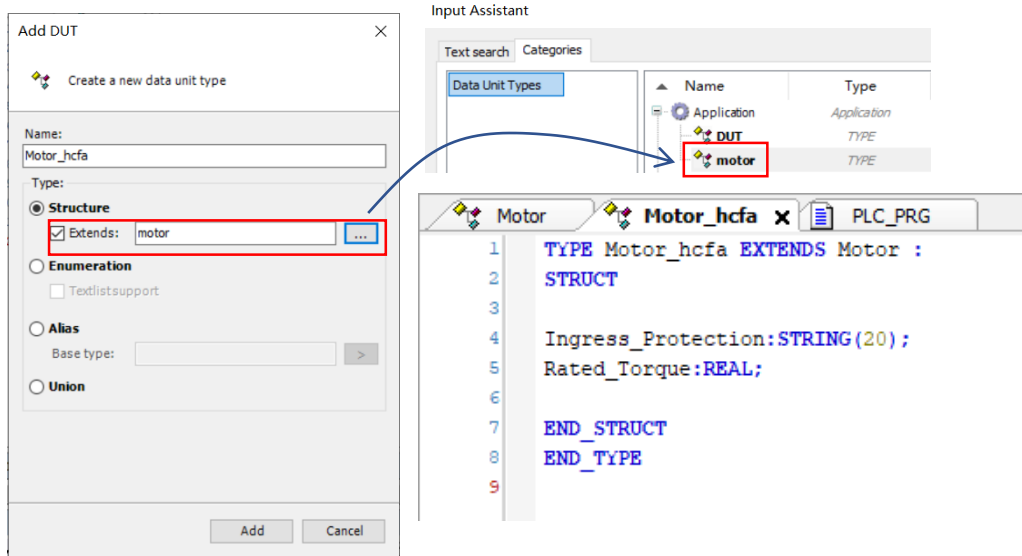 Add DUT
Create a new data unit type
Name:
Motor_hcfa
Type:
Structure
Extends: motor ...
Enumeration
Textlistsupport
Alias
Base type: >
Union
Add Cancel
Input Assistant
Text search Categories
Data Unit Types
Name Type
Application Application
DUT TYPE
motor TYPE
Motor Motor_hcfa PLC_PRG
1 TYPE Motor_hcfa EXTENDS Motor :
2 STRUCT
3
4 Ingress_Protection:STRING(20);
5 Rated_Torque:REAL;
6
7 END_STRUCT
8 END_TYPE
9